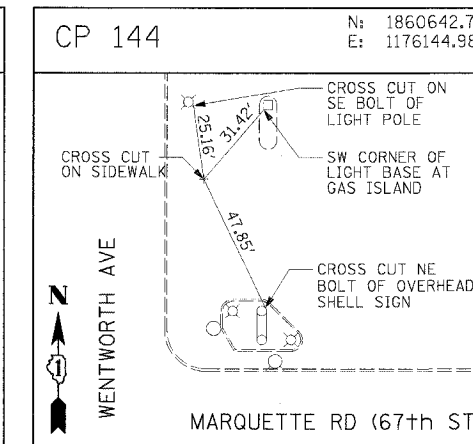 CP 144
N: 1860642.7
E: 1176144.98
CROSS CUT ON
SE BOLT OF
LIGHT POLE
25.16'
31.42'
CROSS CUT
ON SIDEWALK
SW CORNER OF
LIGHT BASE AT
GAS ISLAND
47.85'
CROSS CUT NE
BOLT OF OVERHEAD
SHELL SIGN
N
1
WENTWORTH AVE
MARQUETTE RD (67th ST